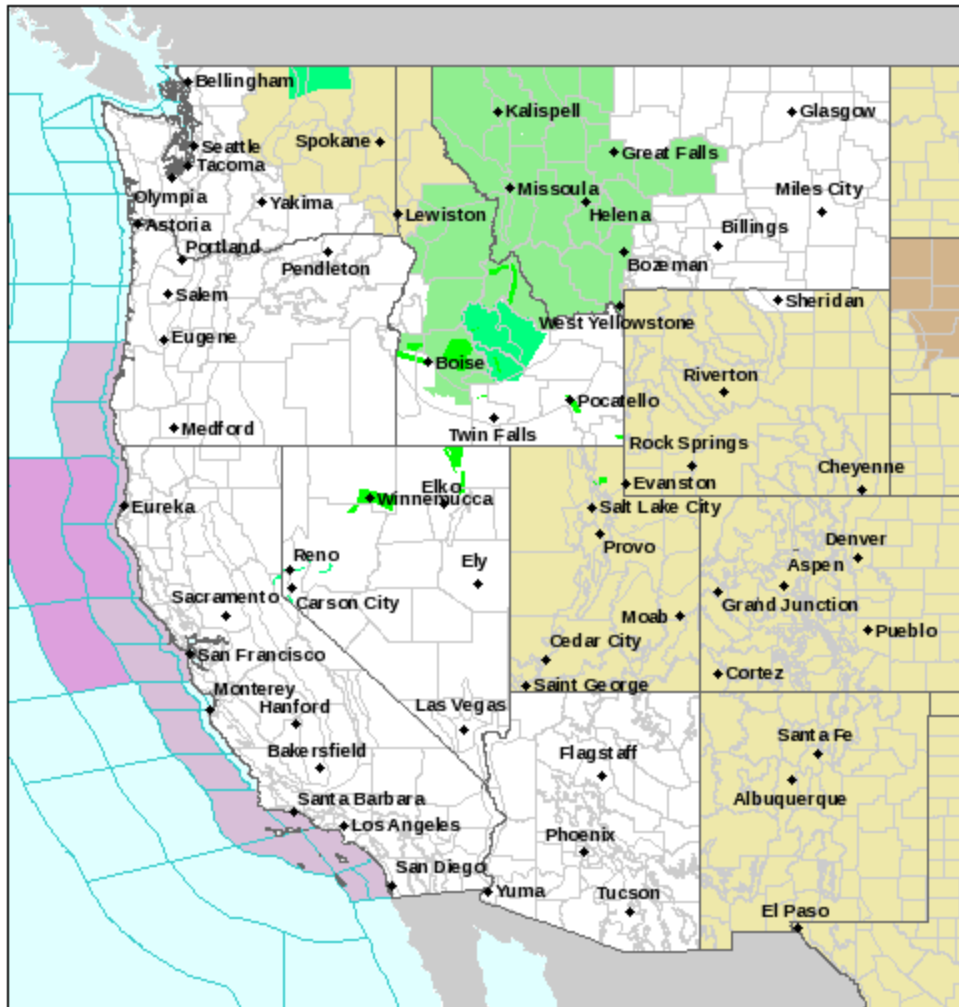 Bellingham
Kalispell
Glasgow
Spokane
Seattle
Great Falls
Tacoma
Missoula
Miles City
Olympia
Yakima
Lewiston
Helena
Astoria
Billings
Portland
Pendleton
Bozeman
Salem
Sheridan
West Yellowstone
Eugene
Boise
Riverton
Pocatello
Medford
Twin Falls
Rock Springs
Cheyenne
Elko
Evanston
Winnemucca
Eureka
Salt Lake City
Denver
Provo
Reno
Ely
Aspen
Sacramento
Carson City
Grand Junction
Moab
Pueblo
Cedar City
San Francisco
Cortez
Saint George
Monterey
Hanford
Las Vegas
Santa Fe
Bakersfield
Flagstaff
Albuquerque
Santa Barbara
Los Angeles
Phoenix
San Diego
Yuma
Tucson
El Paso